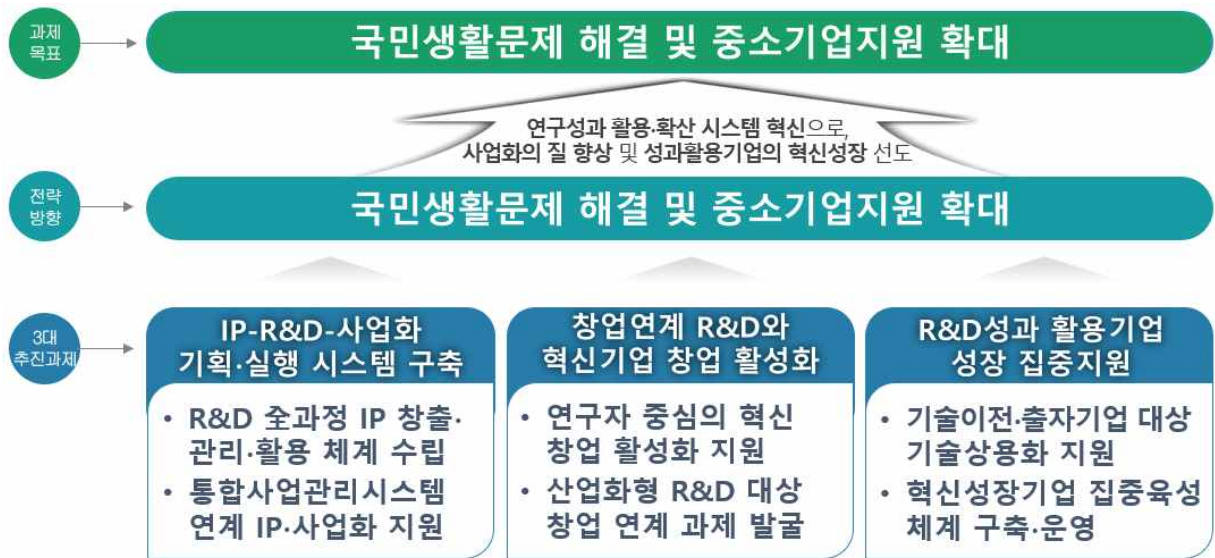 과제
목표
국민생활문제 해결 및 중소기업지원 확대
연구성과 활용·확산 시스템 혁신으로,
사업화의 질 향상 및 성과활용기업의 혁신성장 선도
전략
방향
국민생활문제 해결 및 중소기업지원 확대
3대
추진과제
IP-R&D-사업화
기획·실행 시스템 구축
• R&D 全과정 IP 창출·
관리·활용 체계 수립
• 통합사업관리시스템
연계 IP·사업화 지원
창업연계 R&D와
혁신기업 창업 활성화
• 연구자 중심의 혁신
창업 활성화 지원
• 산업화형 R&D 대상
창업 연계 과제 발굴
R&D성과 활용기업
성장 집중지원
• 기술이전·출자기업 대상
기술상용화 지원
• 혁신성장기업 집중육성
체계 구축·운영